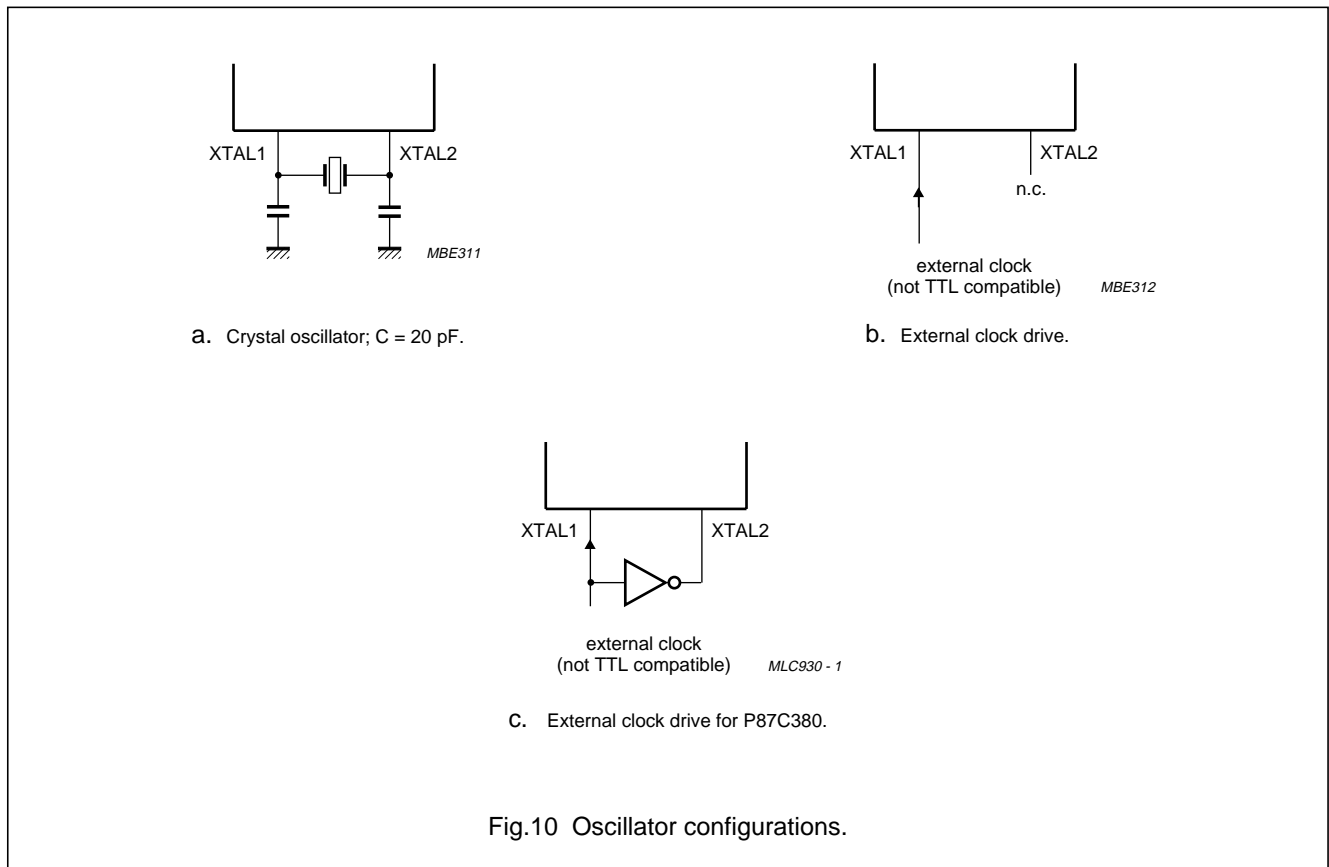 XTAL1
XTAL2
MBE311
a. Crystal oscillator; C = 20 pF.
XTAL1
XTAL2
n.c.
external clock
(not TTL compatible)
MBE312
b. External clock drive.
XTAL1
XTAL2
external clock
(not TTL compatible)
MLC930 - 1
c. External clock drive for P87C380.
Fig.10 Oscillator configurations.